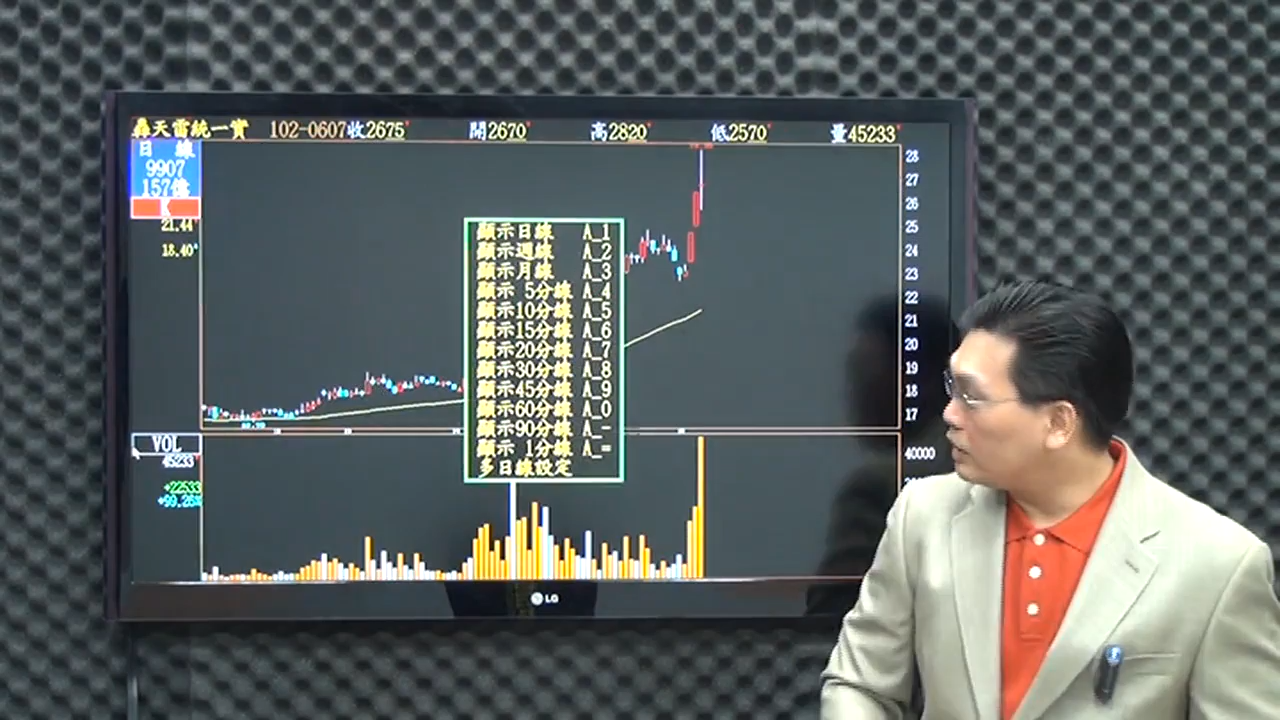 轟天雷統一實 102-0607收2675 開2670 高2820 低2570 量45233
日 線
9907
157億
K
21.44
18.40
28
27
26
25
24
23
22
21
20
19
18
17
顯示日線 A_1
顯示週線 A_2
顯示月線 A_3
顯示 5分線 A_4
顯示10分線 A_5
顯示15分線 A_6
顯示20分線 A_7
顯示30分線 A_8
顯示45分線 A_9
顯示60分線 A_0
顯示90分線 A_-
顯示 1分線 A_=
多日線設定
VOL
45233
+22533
+99.26%
40000
LG